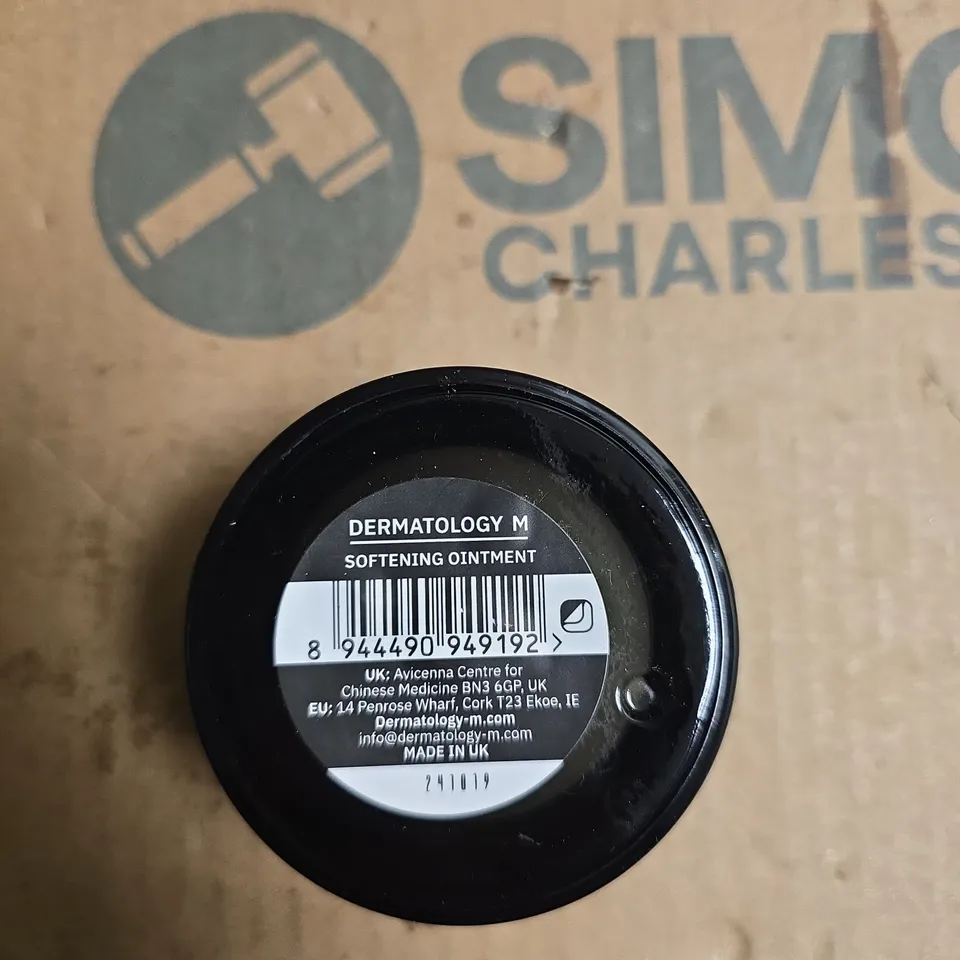 SIMO
CHARLES
DERMATOLOGY M
SOFTENING OINTMENT
8 944490 949192 >
UK: Avicenna Centre for
Chinese Medicine BN3 6GP, UK
EU: 14 Penrose Wharf, Cork T23 Ekoe, IE
Dermatology-m.com
info@dermatology-m.com
MADE IN UK
241019